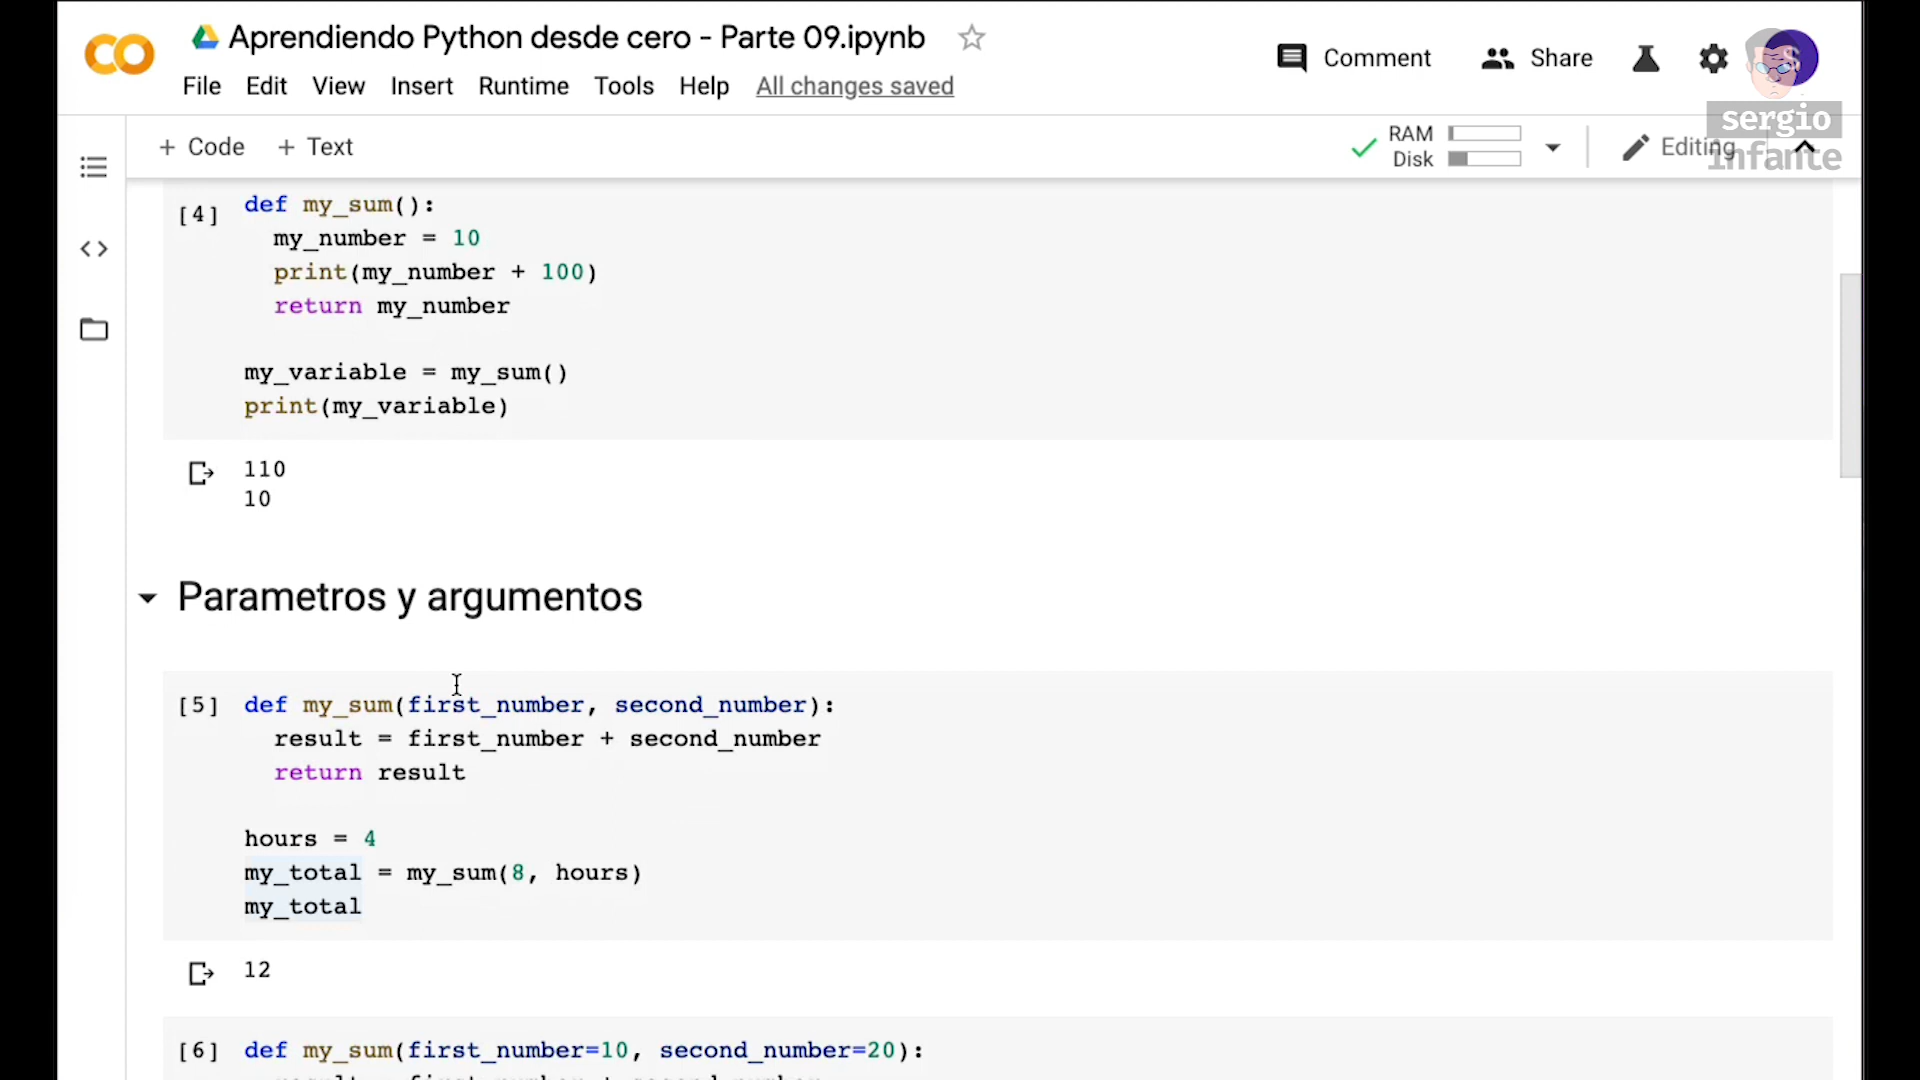 Aprendiendo Python desde cero - Parte 09.ipynb
File Edit View Insert Runtime Tools Help All changes saved
Comment Share
sergio
infante
+ Code + Text
RAM
Disk
Editing
[4] def my_sum():
my_number = 10
print(my_number + 100)
return my_number
my_variable = my_sum()
print(my_variable)
110
10
Parametros y argumentos
[5] def my_sum(first_number, second_number):
result = first_number + second_number
return result
hours = 4
my_total = my_sum(8, hours)
my_total
12
[6] def my_sum(first_number=10, second_number=20):